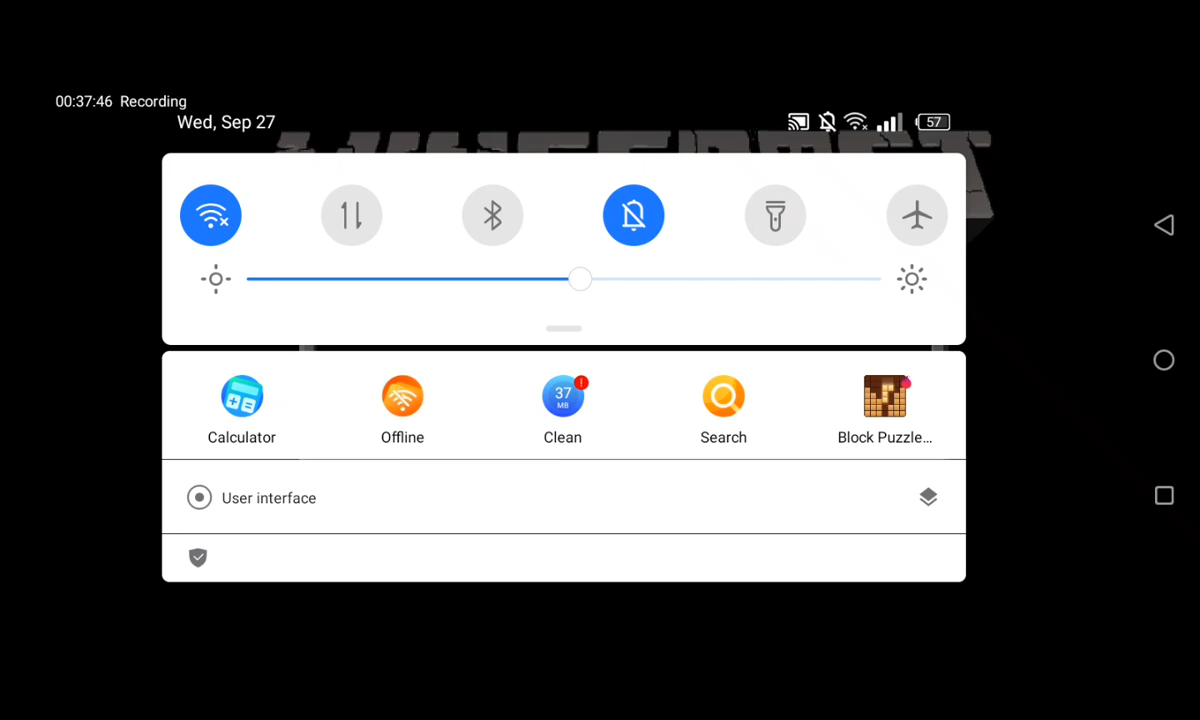 00:37:46 Recording
Wed, Sep 27
57
37
MB
Calculator
Offline
Clean
Search
Block Puzzle...
User interface